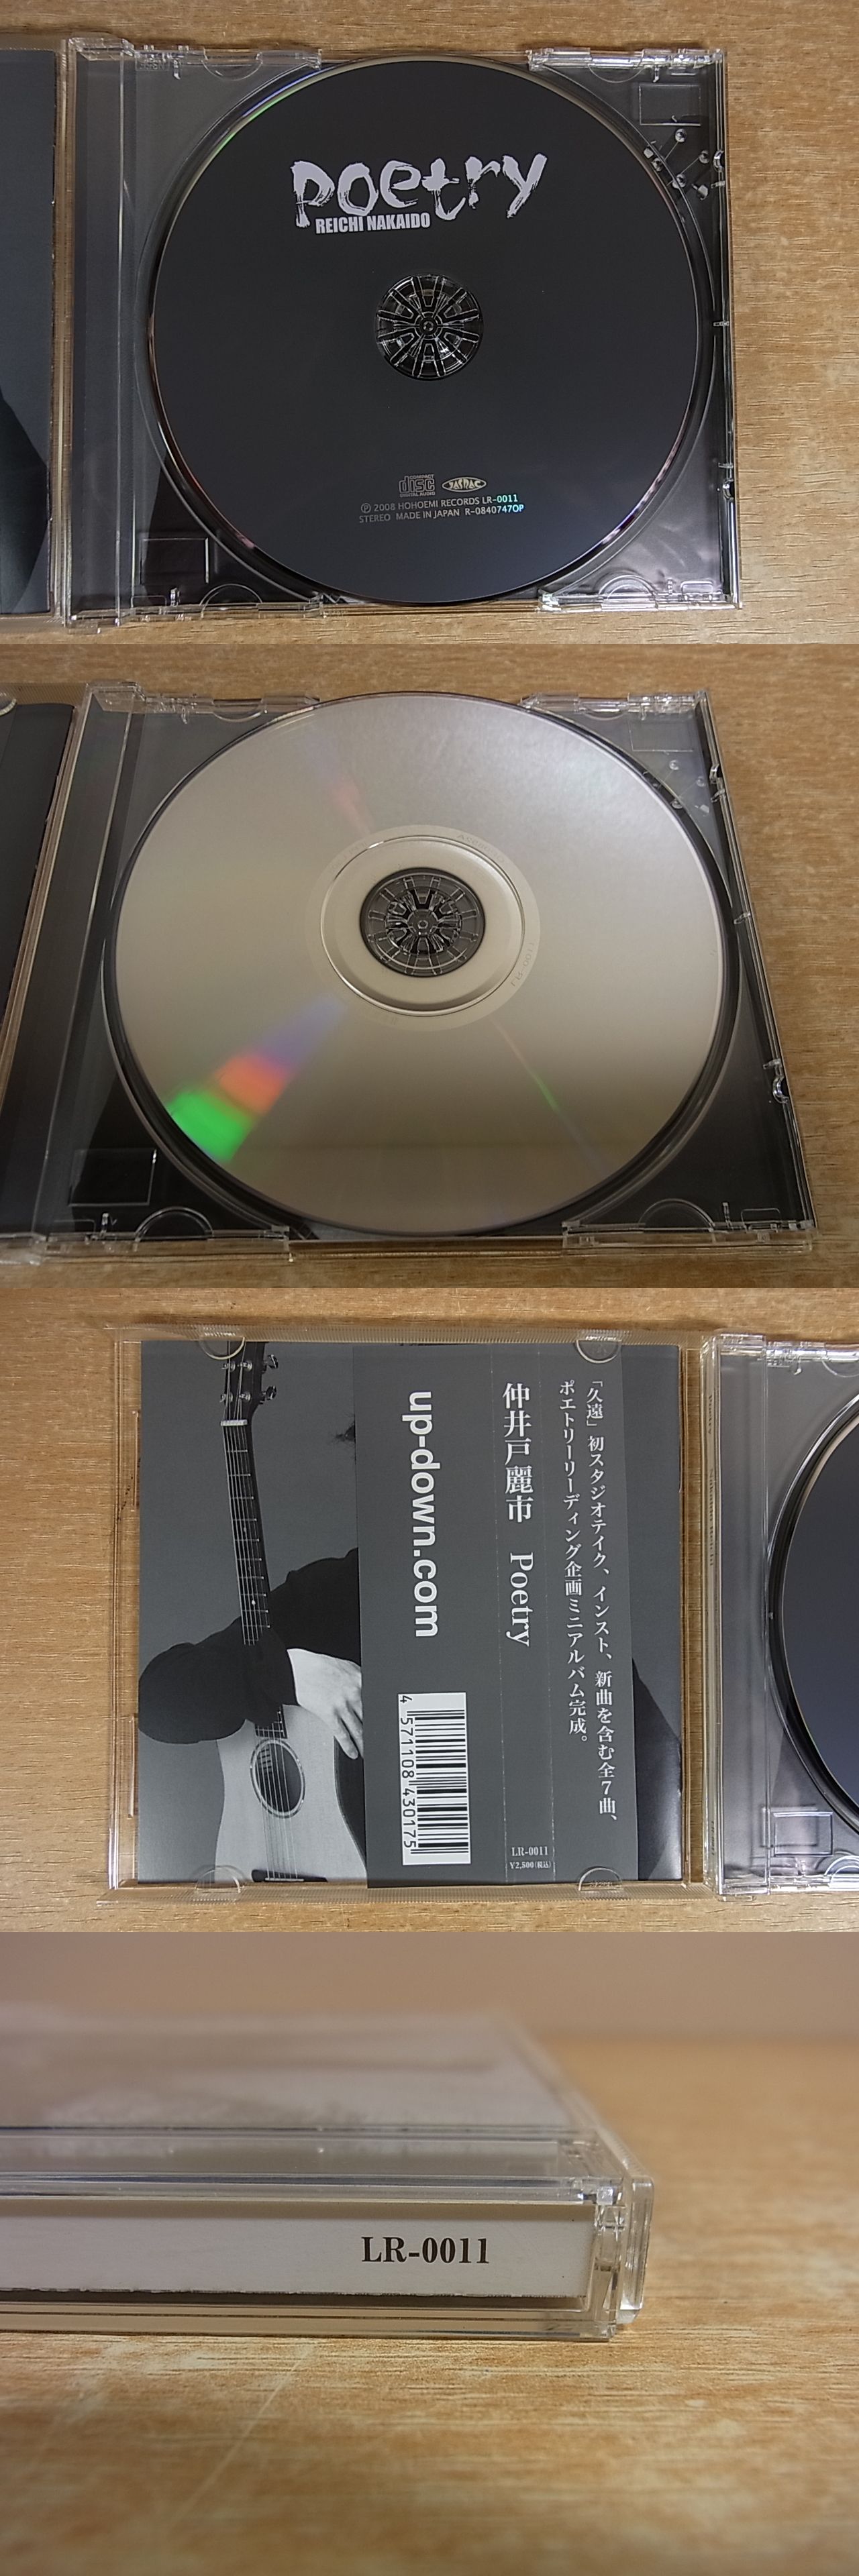 Poetry
REICHI NAKAIDO
COMPACT
disc
DIGITAL AUDIO
JASRAC
Ⓟ 2008 HOHOEMI RECORDS LR-0011
STEREO MADE IN JAPAN R-0840747OP
「久遠」初スタジオテイク、インスト、新曲を含む全7曲、
ポエトリーリーディング企画ミニアルバム完成。
仲井戸麗市 Poetry
LR-0011
¥2,500(税込)
up-down.com
4 571108 430175
LR-0011